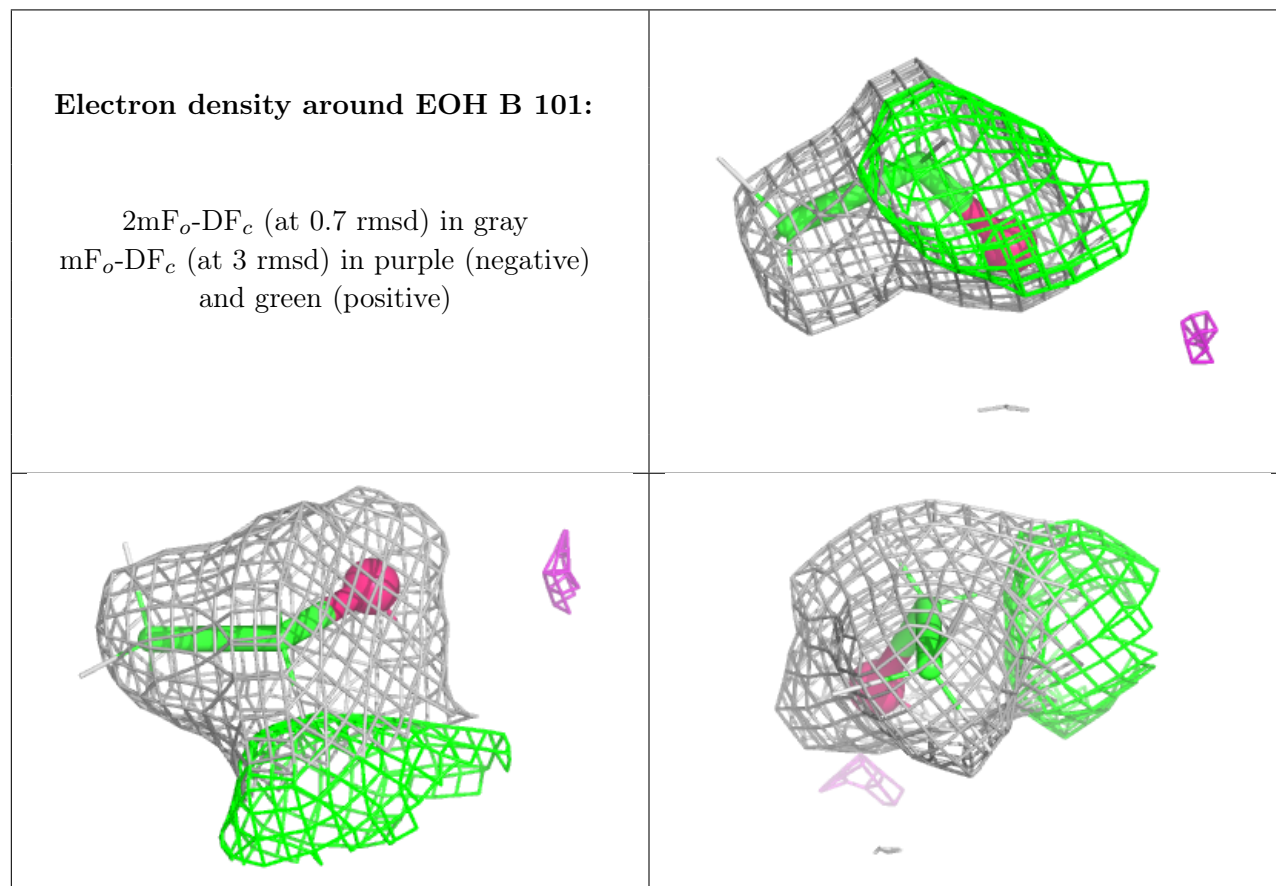 Electron density around EOH B 101:
2mFo-DFc (at 0.7 rmsd) in gray
mFo-DFc (at 3 rmsd) in purple (negative)
and green (positive)